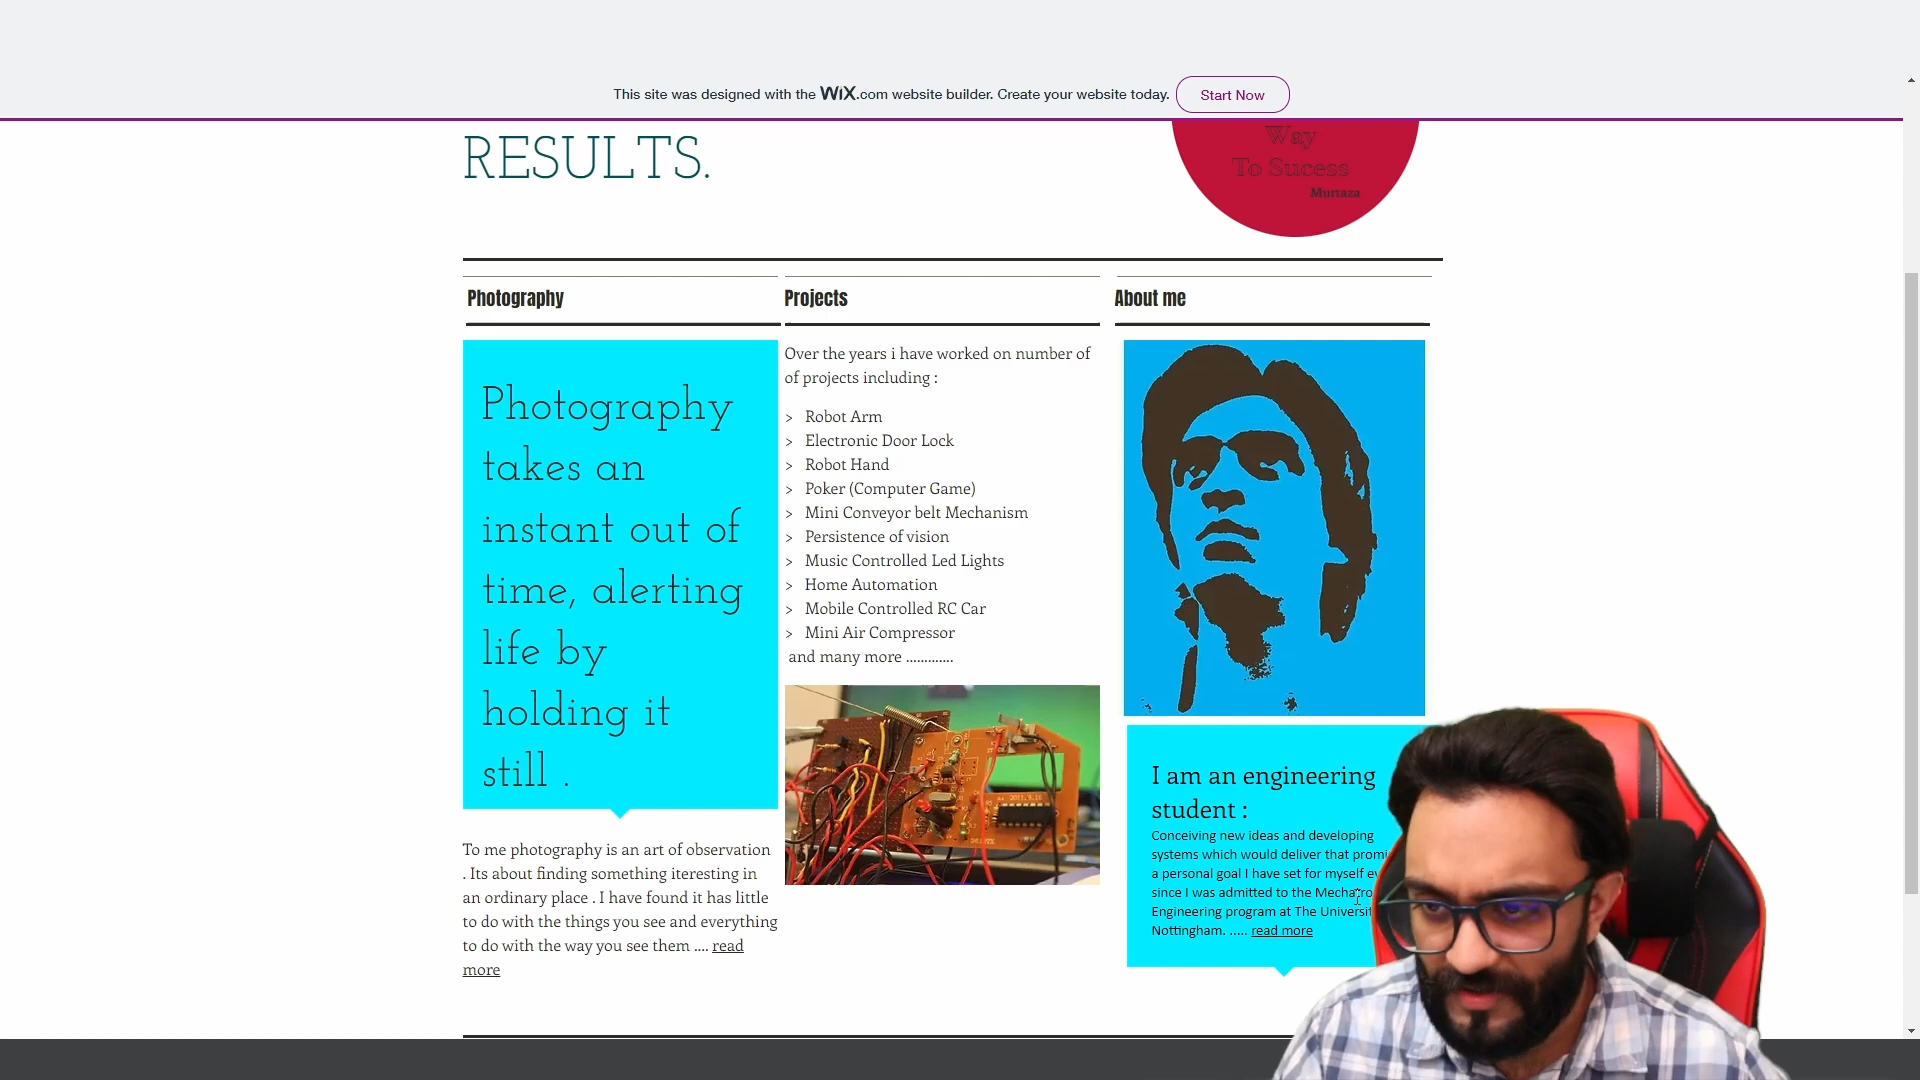 This site was designed with the WiX.com website builder. Create your website today.
Start Now
RESULTS.
Way
To Sucess
Murtaza
Photography
Projects
About me
Photography
takes an
instant out of
time, alerting
life by
holding it
still .
To me photography is an art of observation
. Its about finding something iteresting in
an ordinary place . I have found it has little
to do with the things you see and everything
to do with the way you see them .... read
more
Over the years i have worked on number of
of projects including :
> Robot Arm
> Electronic Door Lock
> Robot Hand
> Poker (Computer Game)
> Mini Conveyor belt Mechanism
> Persistence of vision
> Music Controlled Led Lights
> Home Automation
> Mobile Controlled RC Car
> Mini Air Compressor
and many more .............
I am an engineering
student :
Conceiving new ideas and developing
systems which would deliver that
a personal goal I have set for myself
since I was admitted to the
Engineering program at The
Nottingham. ..... read more